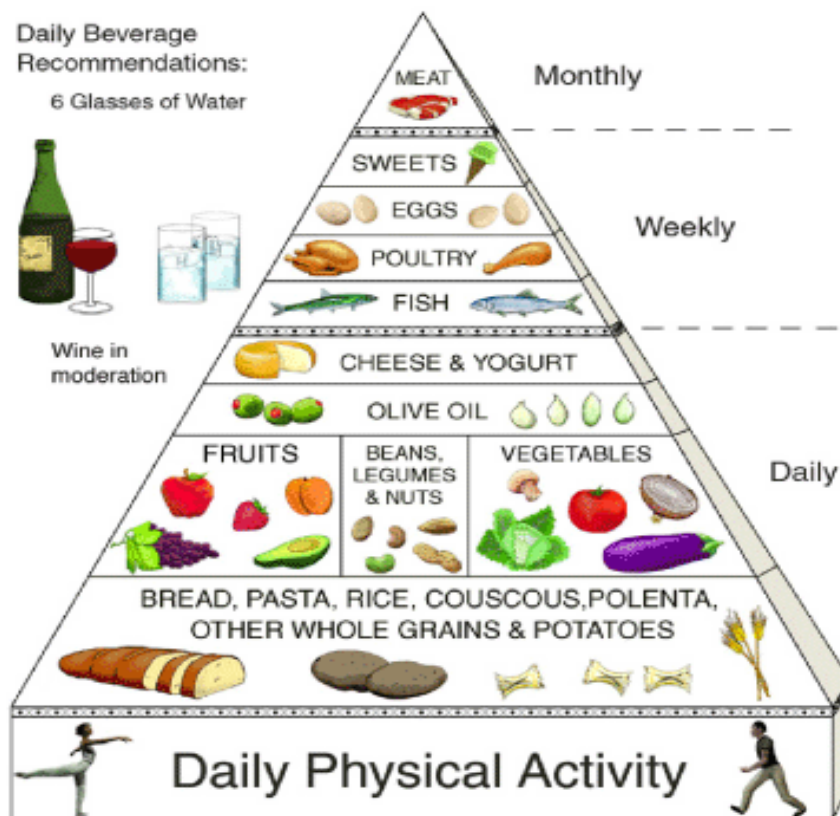 Daily Beverage
Recommendations:
6 Glasses of Water
Wine in
moderation
MEAT
Monthly
SWEETS
EGGS
Weekly
POULTRY
FISH
CHEESE & YOGURT
OLIVE OIL
FRUITS
BEANS,
LEGUMES
& NUTS
VEGETABLES
Daily
BREAD, PASTA, RICE, COUSCOUS,POLENTA,
OTHER WHOLE GRAINS & POTATOES
Daily Physical Activity